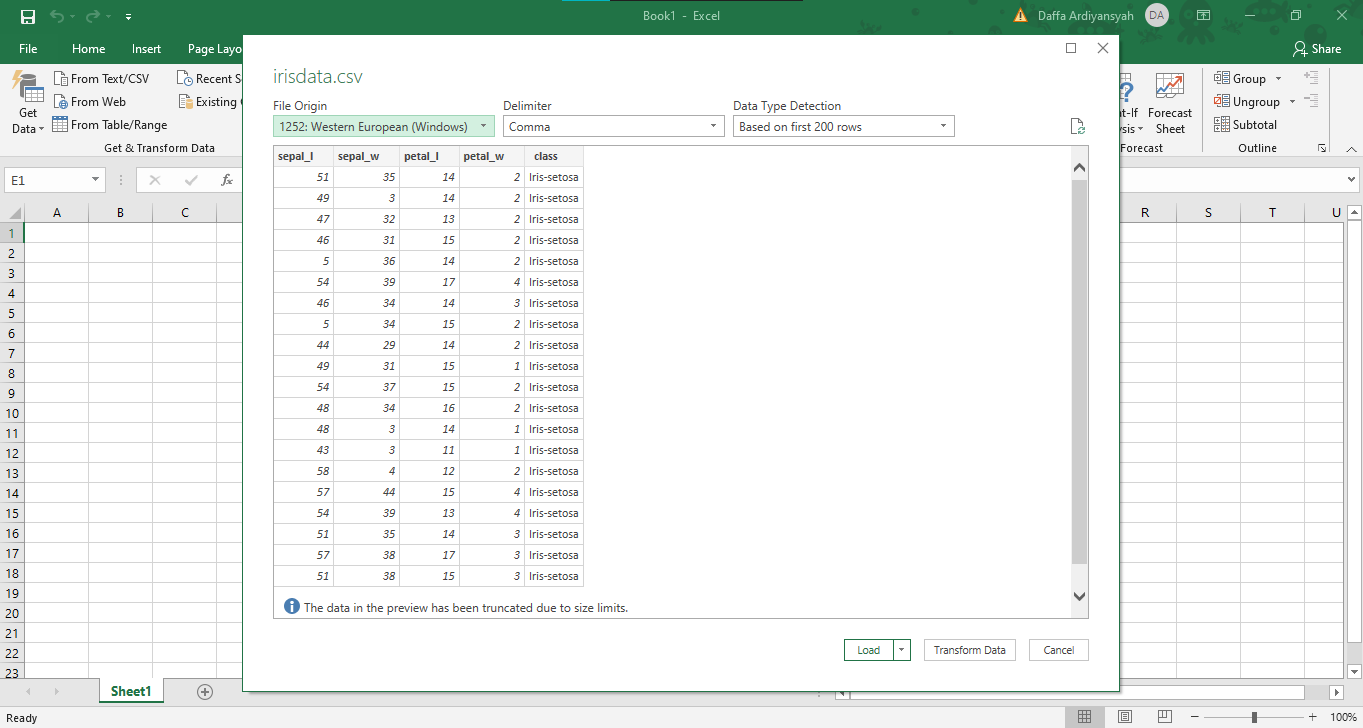 Book1 - Excel
Daffa Ardiyansyah
DA
File
Home
Insert
Page Layo
Share
Get
Data
From Text/CSV
From Web
From Table/Range
Recent S
Existing
Get & Transform Data
t-If
sis
Forecast
Sheet
Forecast
Group
Ungroup
Subtotal
Outline
E1
fx
A B C R S T U
irisdata.csv
File Origin Delimiter Data Type Detection
1252: Western European (Windows) Comma Based on first 200 rows
sepal_l sepal_w petal_l petal_w class
51 35 14 2 Iris-setosa
49 3 14 2 Iris-setosa
47 32 13 2 Iris-setosa
46 31 15 2 Iris-setosa
5 36 14 2 Iris-setosa
54 39 17 4 Iris-setosa
46 34 14 3 Iris-setosa
5 34 15 2 Iris-setosa
44 29 14 2 Iris-setosa
49 31 15 1 Iris-setosa
54 37 15 2 Iris-setosa
48 34 16 2 Iris-setosa
48 3 14 1 Iris-setosa
43 3 11 1 Iris-setosa
58 4 12 2 Iris-setosa
57 44 15 4 Iris-setosa
54 39 13 4 Iris-setosa
51 35 14 3 Iris-setosa
57 38 17 3 Iris-setosa
51 38 15 3 Iris-setosa
The data in the preview has been truncated due to size limits.
Load Transform Data Cancel
1
2
3
4
5
6
7
8
9
10
11
12
13
14
15
16
17
18
19
20
21
22
23
Sheet1
Ready
100%